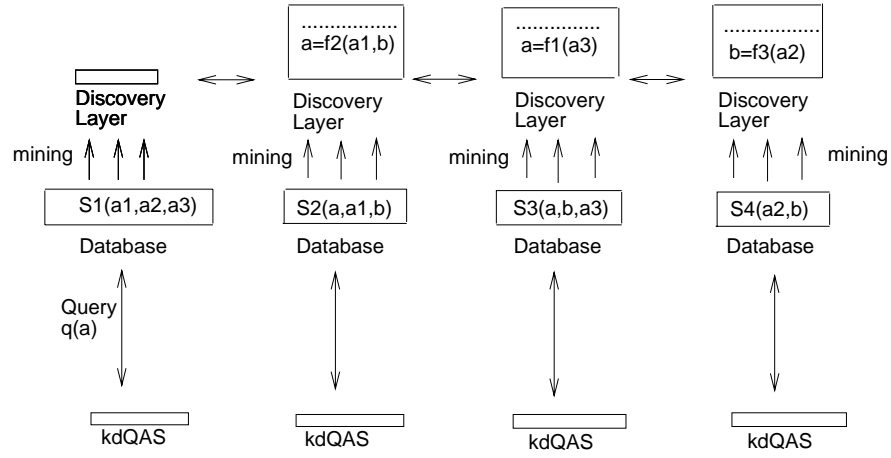 ...................
a=f2(a1,b)
Discovery
Layer
mining
S1(a1,a2,a3)
Database
Query
q(a)
kdQAS
Discovery
Layer
mining
S2(a,a1,b)
Database
kdQAS
...................
a=f1(a3)
Discovery
Layer
mining
S3(a,b,a3)
Database
kdQAS
...................
b=f3(a2)
Discovery
Layer
mining
S4(a2,b)
Database
kdQAS